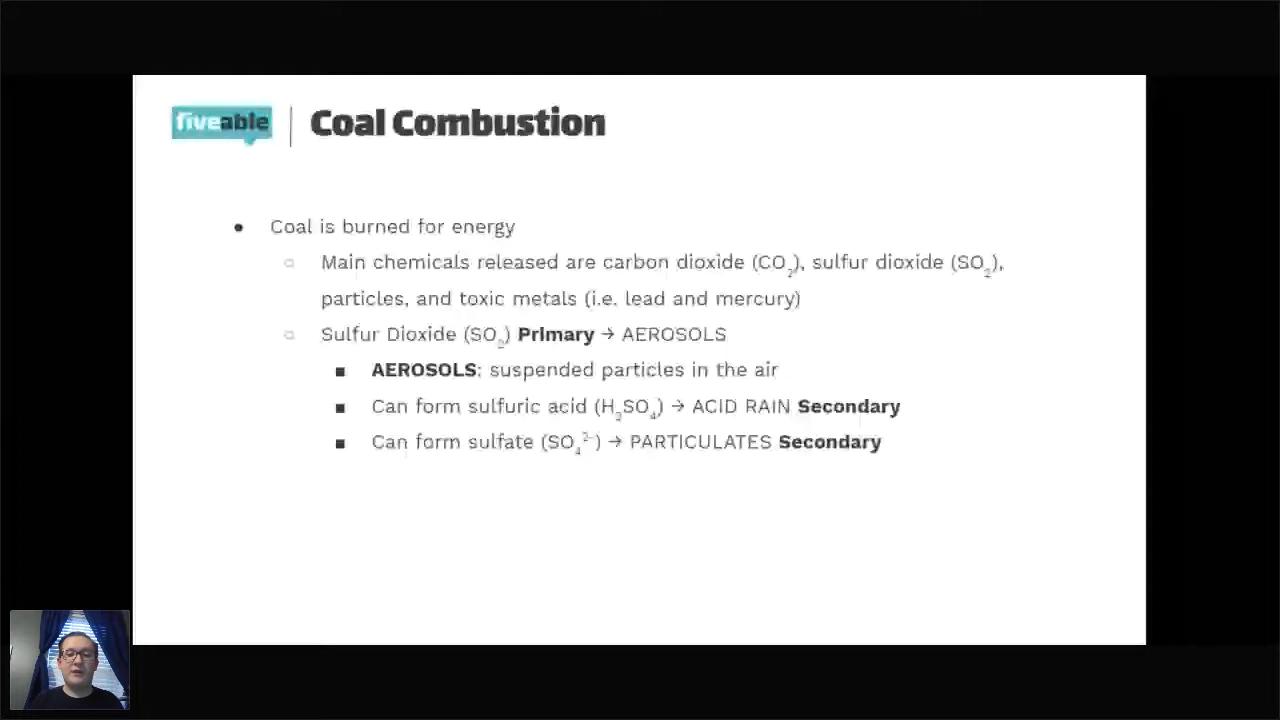 fiveable
Coal Combustion
● Coal is burned for energy
○ Main chemicals released are carbon dioxide (CO₂), sulfur dioxide (SO₂),
particles, and toxic metals (i.e. lead and mercury)
○ Sulfur Dioxide (SO₂) Primary → AEROSOLS
■ AEROSOLS: suspended particles in the air
■ Can form sulfuric acid (H₂SO₄) → ACID RAIN Secondary
■ Can form sulfate (SO₄²⁻) → PARTICULATES Secondary